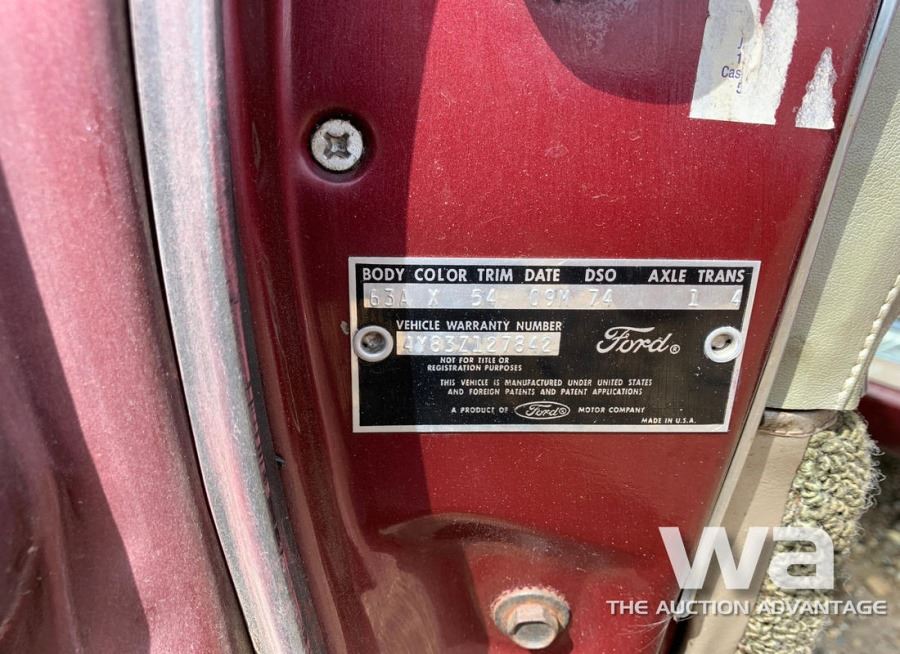 Cas
BODY COLOR TRIM DATE DSO AXLE TRANS
63A X 54 09M 74 1 4
VEHICLE WARRANTY NUMBER
4Y83Z127842
Ford®
NOT FOR TITLE OR
REGISTRATION PURPOSES
THIS VEHICLE IS MANUFACTURED UNDER UNITED STATES
AND FOREIGN PATENTS AND PATENT APPLICATIONS
A PRODUCT OF Ford® MOTOR COMPANY
MADE IN U.S.A.
wa
THE AUCTION ADVANTAGE